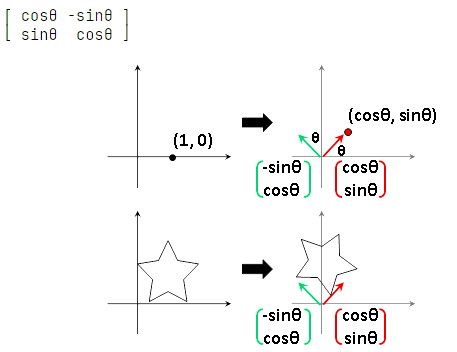 [ cosθ -sinθ ]
[ sinθ cosθ ]
(1, 0)
(cosθ, sinθ)
θ
θ
-sinθ
cosθ
cosθ
sinθ
-sinθ
cosθ
cosθ
sinθ